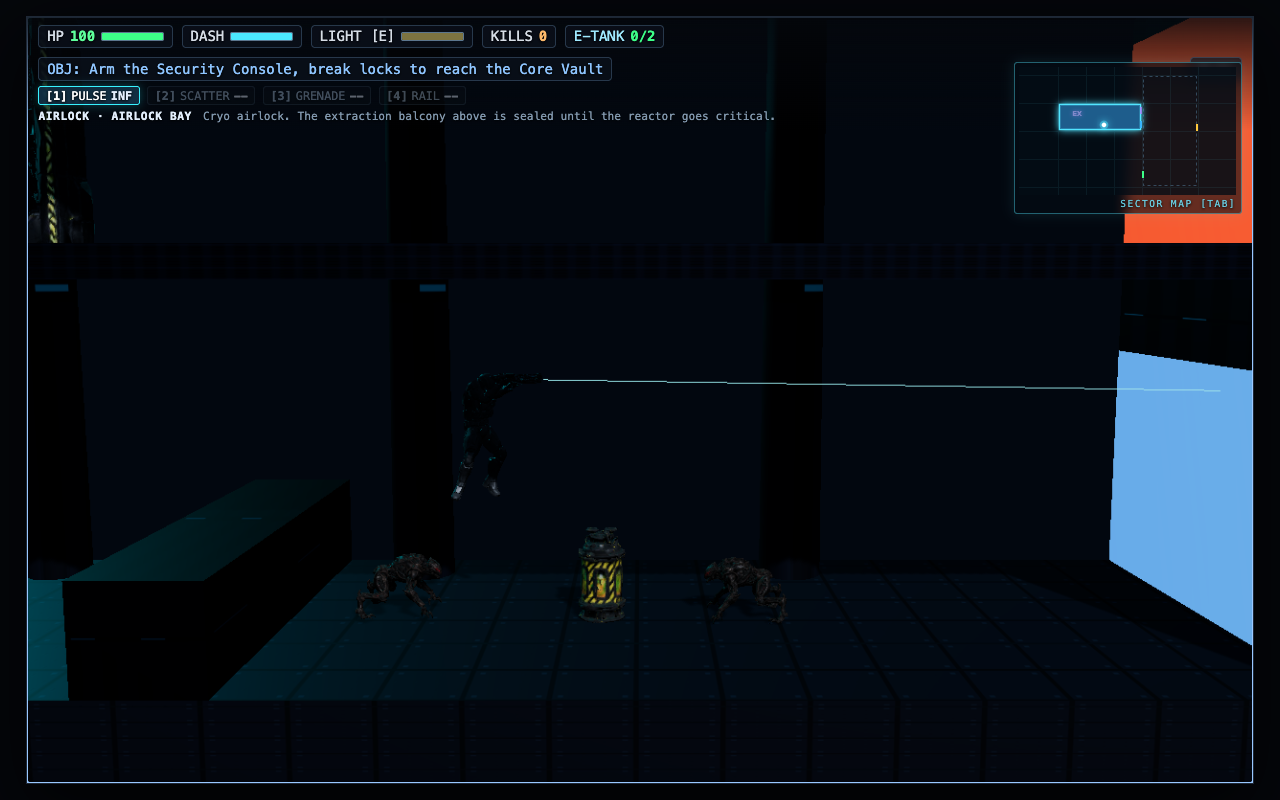 HP 100 DASH LIGHT [E] KILLS 0 E-TANK 0/2
OBJ: Arm the Security Console, break locks to reach the Core Vault
[1] PULSE INF [2] SCATTER —— [3] GRENADE —— [4] RAIL ——
AIRLOCK · AIRLOCK BAY Cryo airlock. The extraction balcony above is sealed until the reactor goes critical.
EX
SECTOR MAP [TAB]